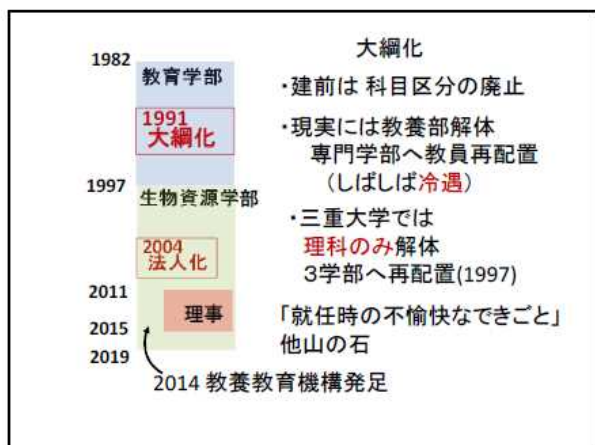 1982
教育学部
1991
大綱化
1997
生物資源学部
2004
法人化
2011
理事
2015
2019
2014 教養教育機構発足
大綱化
・建前は 科目区分の廃止
・現実には教養部解体
専門学部へ教員再配置
(しばしば冷遇)
・三重大学では
理科のみ解体
3学部へ再配置(1997)
「就任時の不愉快なできごと」
他山の石